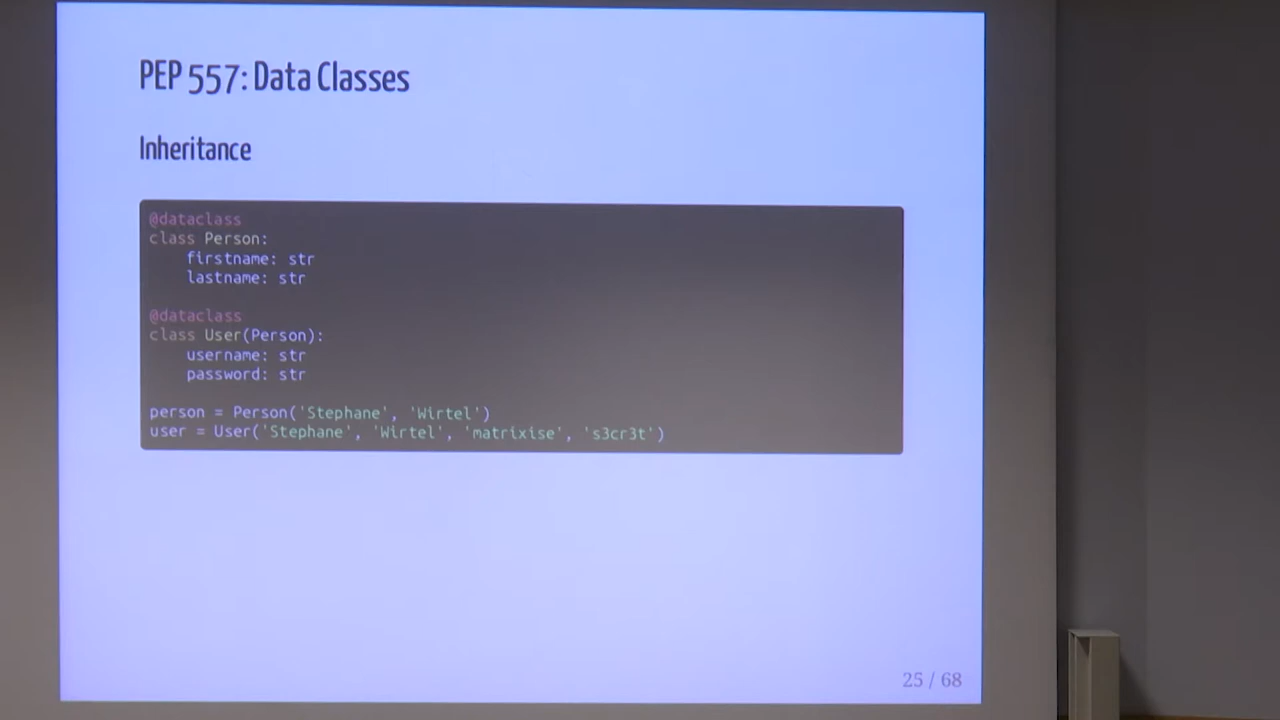 PEP 557: Data Classes
Inheritance
@dataclass
class Person:
    firstname: str
    lastname: str
@dataclass
class User(Person):
    username: str
    password: str
person = Person('Stephane', 'Wirtel')
user = User('Stephane', 'Wirtel', 'matrixise', 's3cr3t')
25 / 68